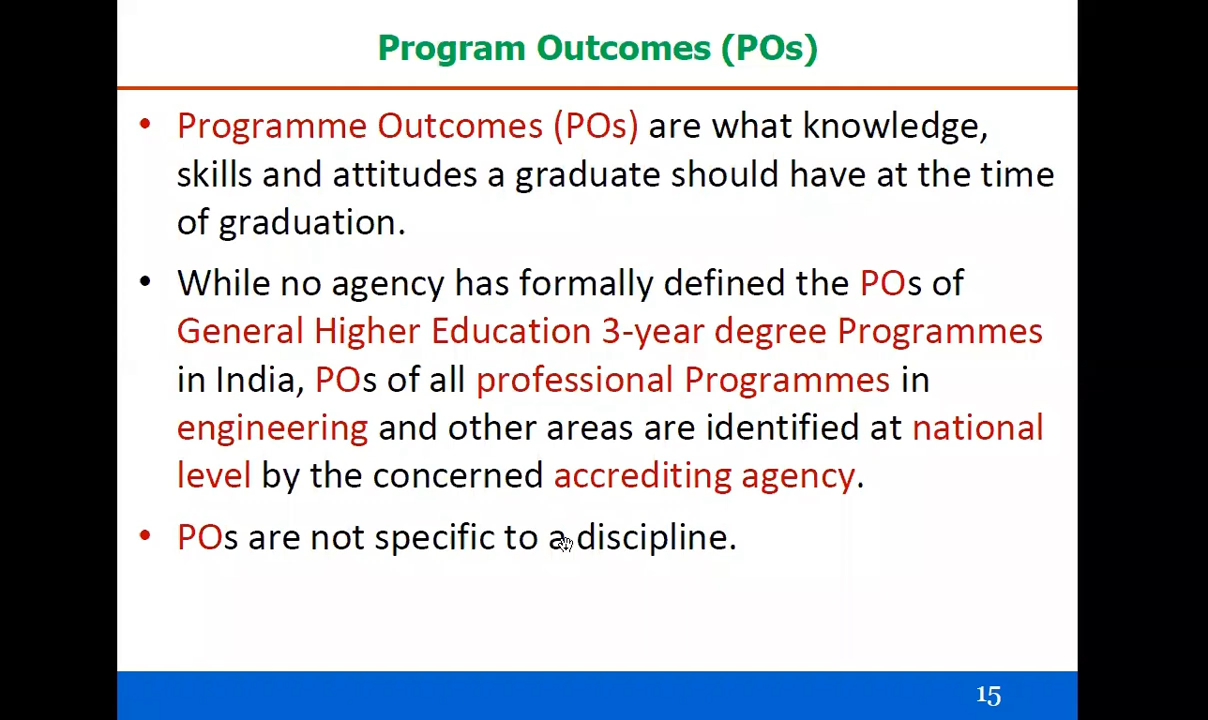 Program Outcomes (POs)
• Programme Outcomes (POs) are what knowledge,
skills and attitudes a graduate should have at the time
of graduation.
• While no agency has formally defined the POs of
General Higher Education 3-year degree Programmes
in India, POs of all professional Programmes in
engineering and other areas are identified at national
level by the concerned accrediting agency.
• POs are not specific to a discipline.
15